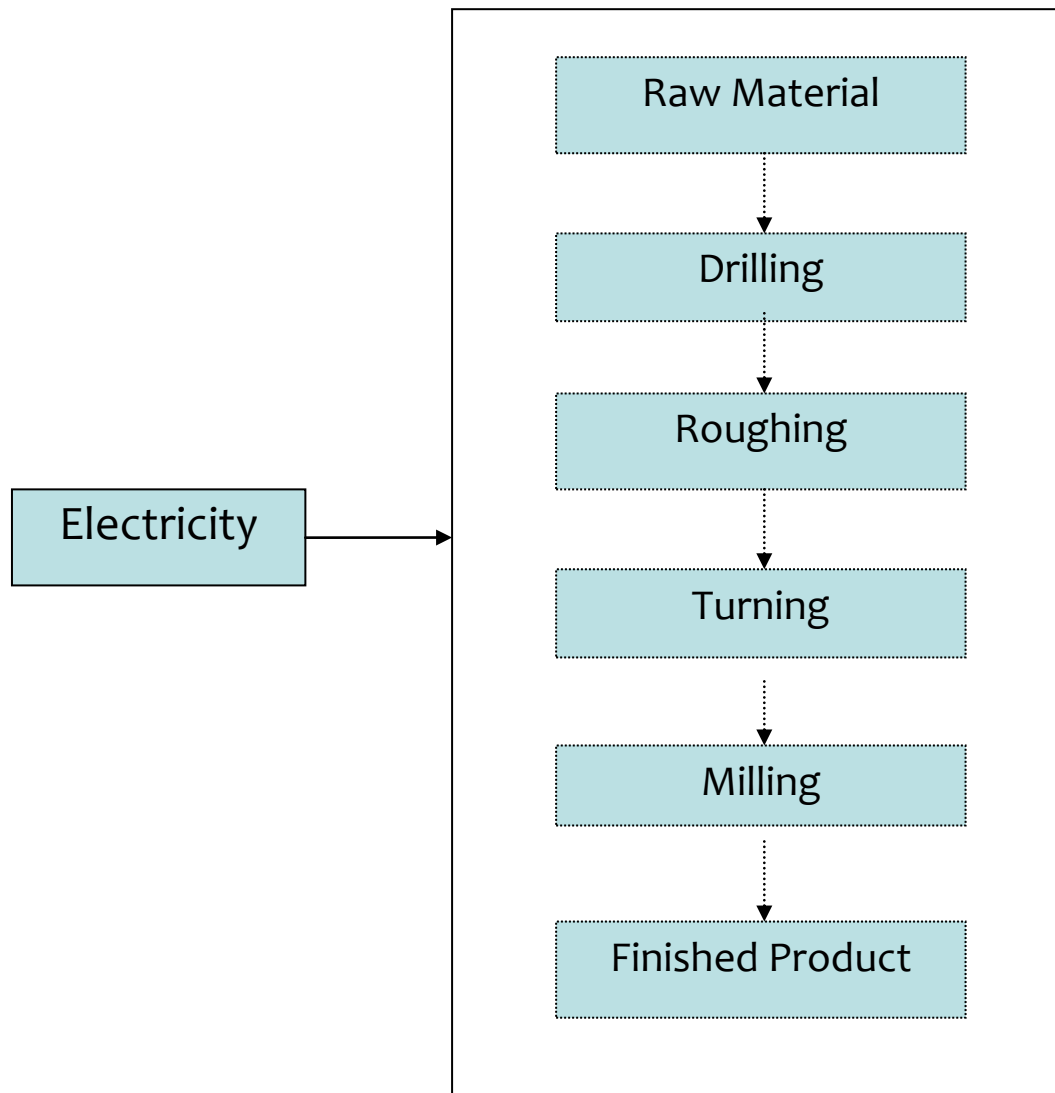 Raw Material
Drilling
Roughing
Electricity
Turning
Milling
Finished Product